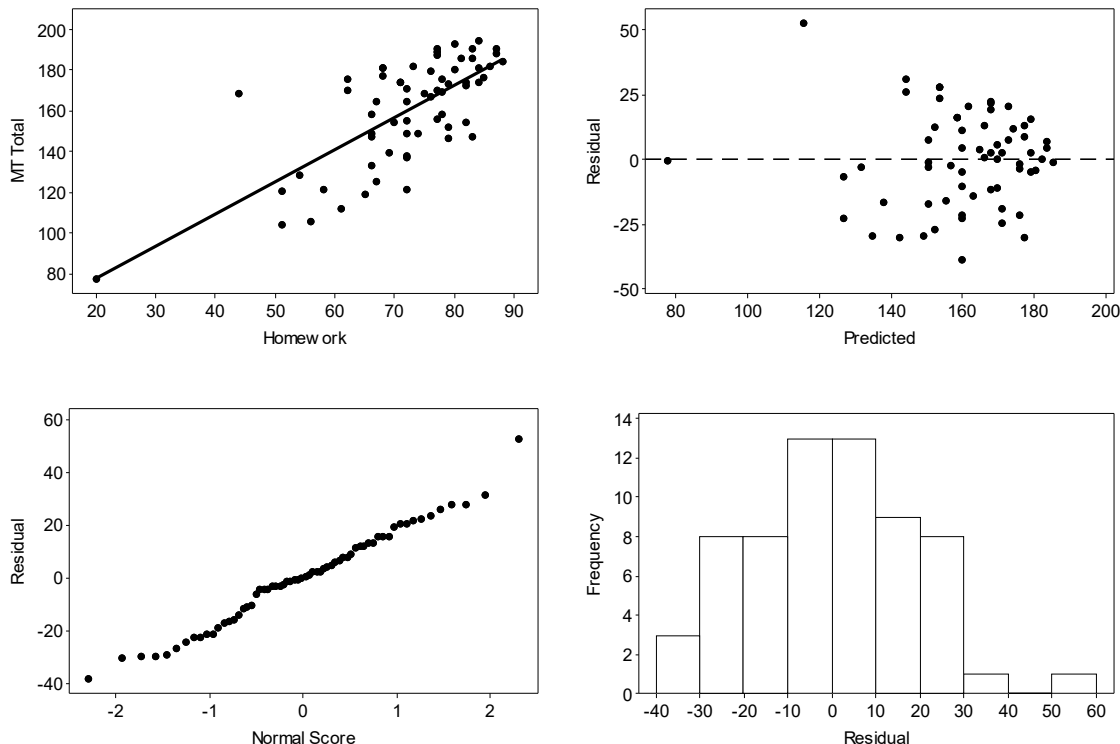 200
180
160
140
120
100
80
MT Total
20 30 40 50 60 70 80 90
Homework
50
25
0
-25
-50
Residual
80 100 120 140 160 180 200
Predicted
60
40
20
0
-20
-40
Residual
-2 -1 0 1 2
Normal Score
14
12
10
8
6
4
2
0
Frequency
-40 -30 -20 -10 0 10 20 30 40 50 60
Residual